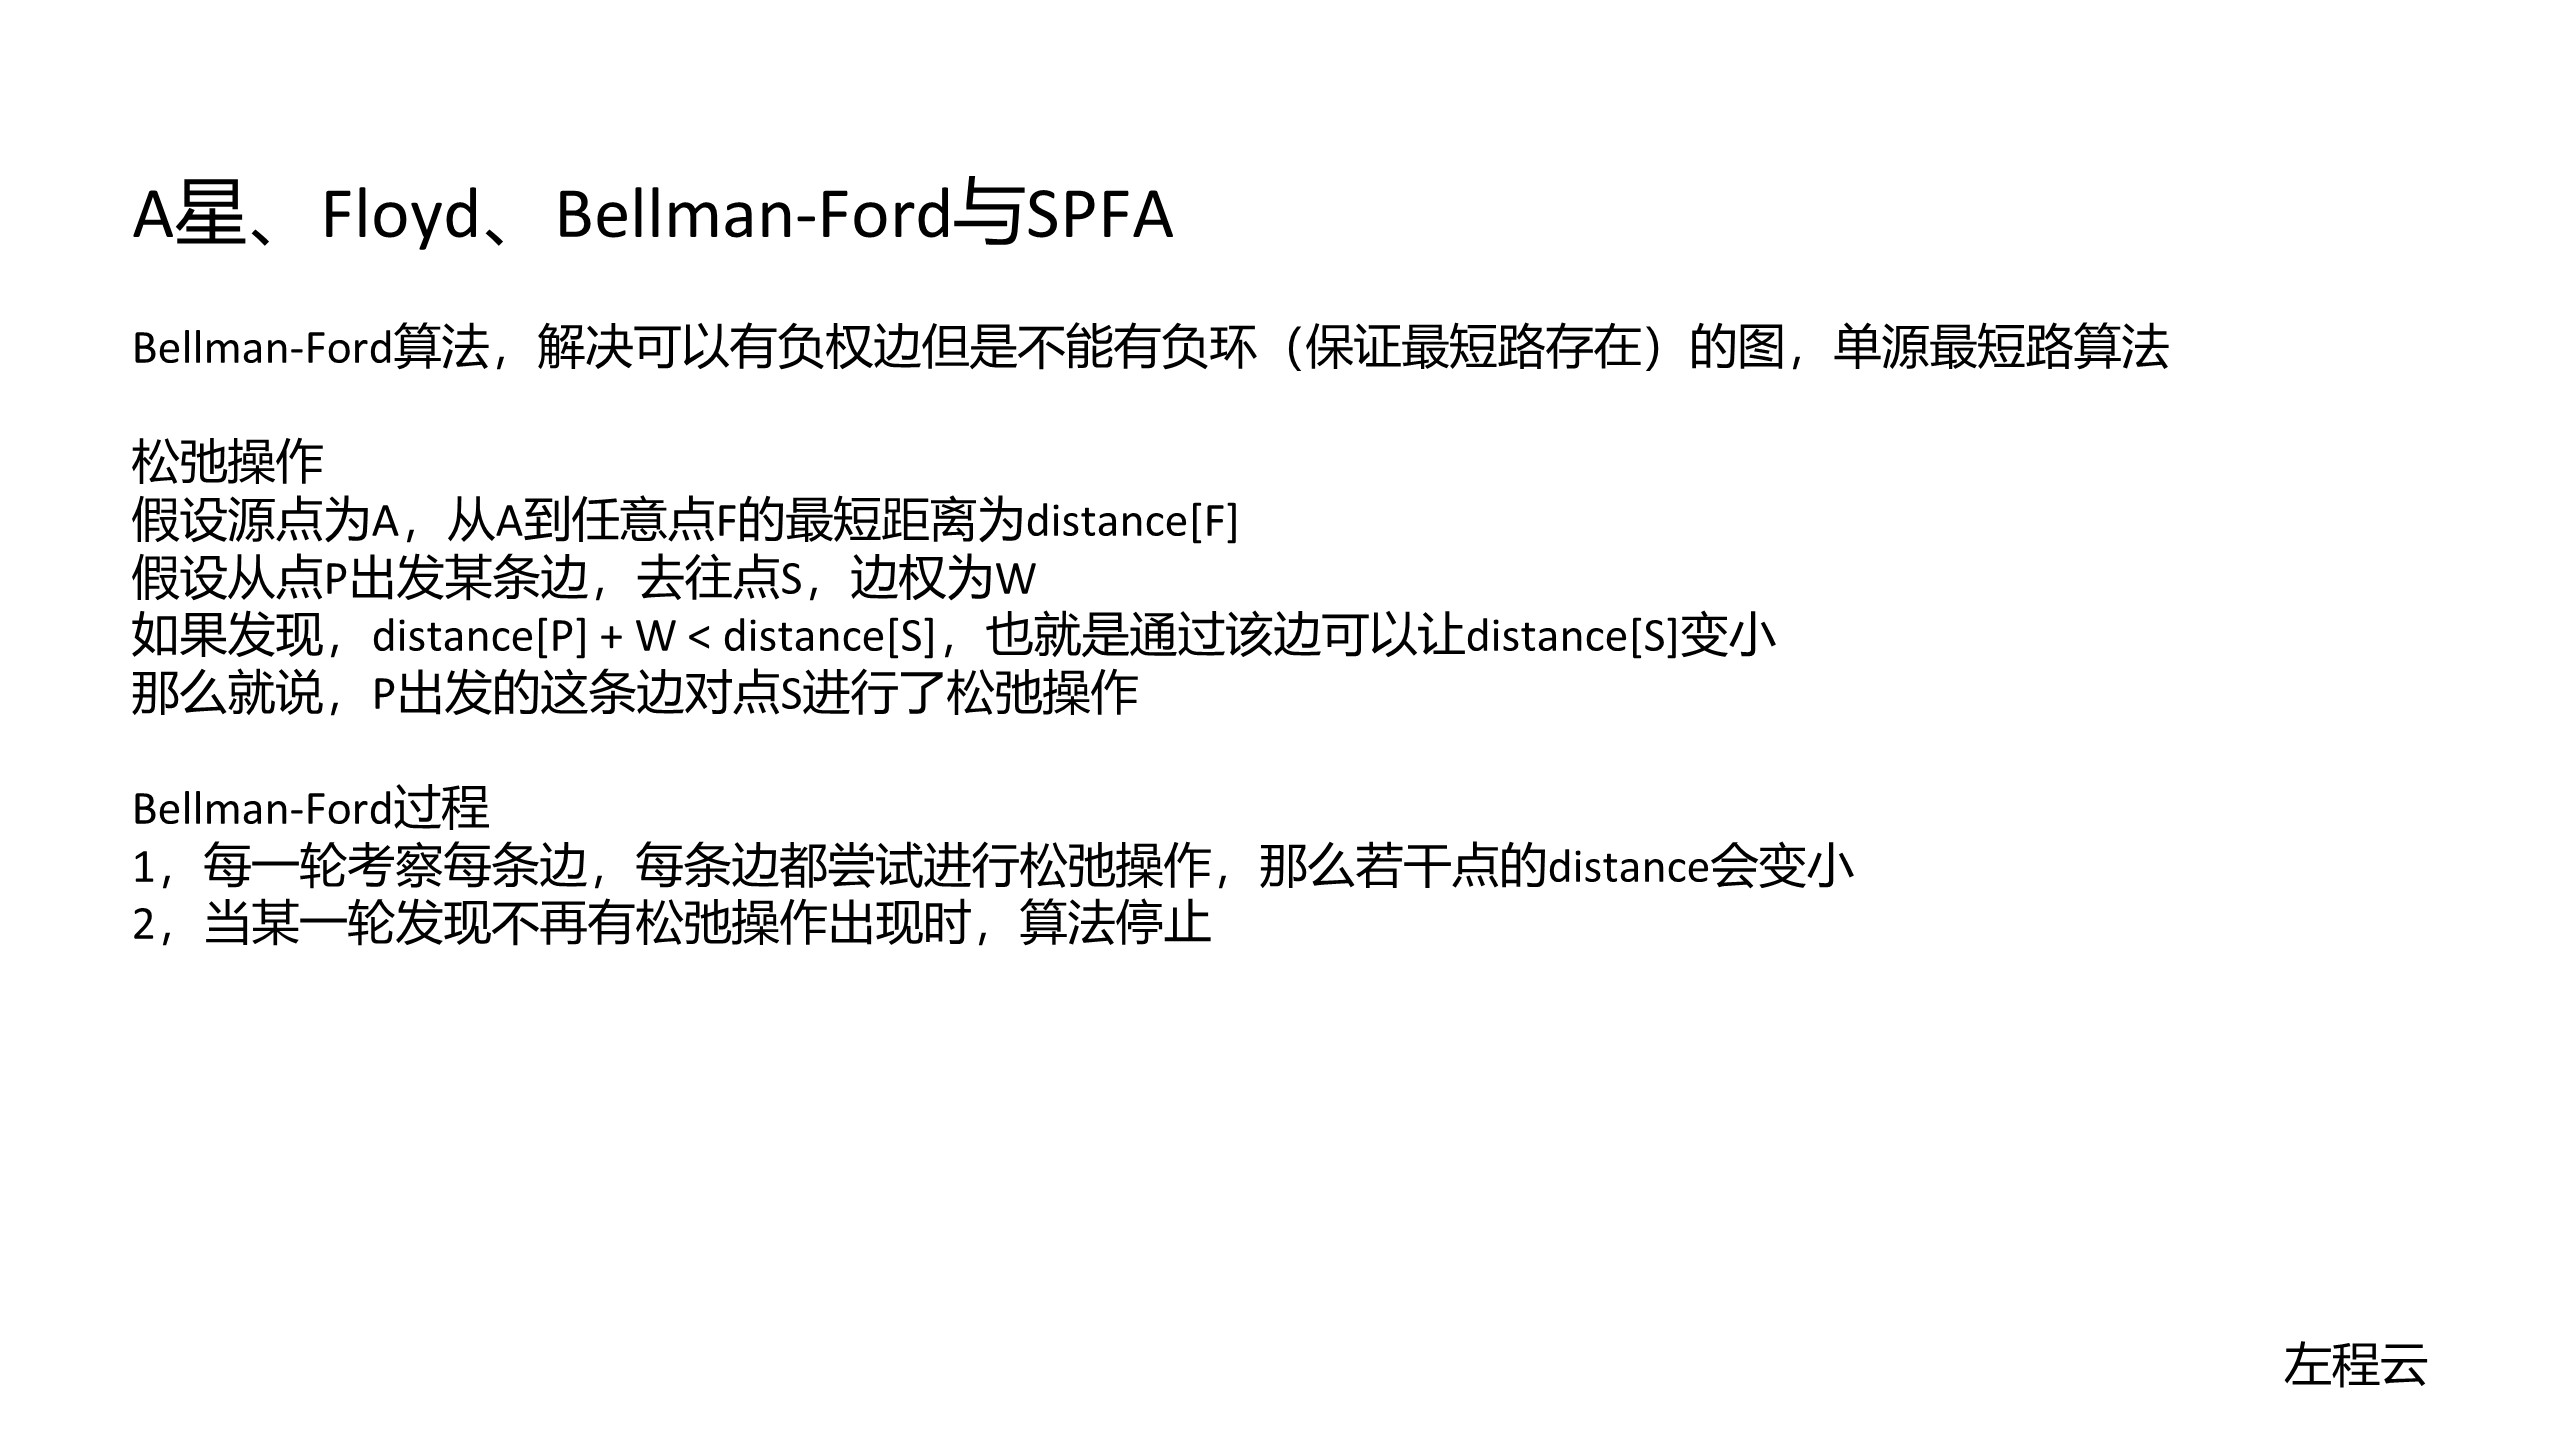 A星、Floyd、Bellman-Ford与SPFA
Bellman-Ford算法，解决可以有负权边但是不能有负环（保证最短路存在）的图，单源最短路算法
松弛操作
假设源点为A，从A到任意点F的最短距离为distance[F]
假设从点P出发某条边，去往点S，边权为W
如果发现，distance[P] + W < distance[S]，也就是通过该边可以让distance[S]变小
那么就说，P出发的这条边对点S进行了松弛操作
Bellman-Ford过程
1，每一轮考察每条边，每条边都尝试进行松弛操作，那么若干点的distance会变小
2，当某一轮发现不再有松弛操作出现时，算法停止
左程云